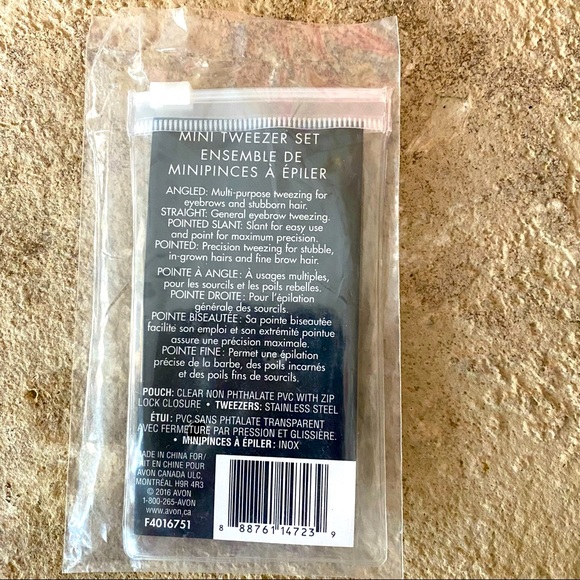 MINI TWEEZER SET
ENSEMBLE DE
MINIPINCES À ÉPILER
ANGLED: Multi-purpose tweezing for
eyebrows and stubborn hair.
STRAIGHT: General eyebrow tweezing.
POINTED SLANT: Slant for easy use
and point for maximum precision.
POINTED: Precision tweezing for stubble,
in-grown hairs and fine brow hair.
POINTE À ANGLE: À usages multiples,
pour les sourcils et les poils rebelles.
POINTE DROITE: Pour l'épilation
générale des sourcils.
POINTE BISEAUTÉE: Sa pointe biseautée
facilité son emploi et son extrémité pointue
assure une précision maximale.
POINTE FINE: Permet une épilation
précise de la barbe, des poils incarnés
et des poils fins de sourcils.
POUCH: CLEAR NON PHTHALATE PVC WITH ZIP
LOCK CLOSURE • TWEEZERS: STAINLESS STEEL
ÉTUI: PVC SANS PHTALATE TRANSPARENT
AVEC FERMETURE PAR PRESSION ET GLISSIÈRE.
• MINIPINCES À ÉPILER: INOX
MADE IN CHINA FOR/
FAIT EN CHINE POUR
AVON CANADA ULC.
MONTRÉAL H9R 4R3
© 2016 AVON
1-800-265-AVON
www.avon.ca
F4016751
8 88761 14723 9